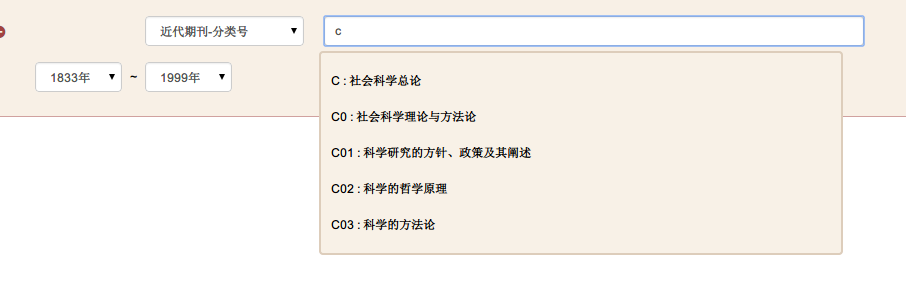 近代期刊-分类号 c
1833年 ~ 1999年
C : 社会科学总论
C0 : 社会科学理论与方法论
C01 : 科学研究的方针、政策及其阐述
C02 : 科学的哲学原理
C03 : 科学的方法论